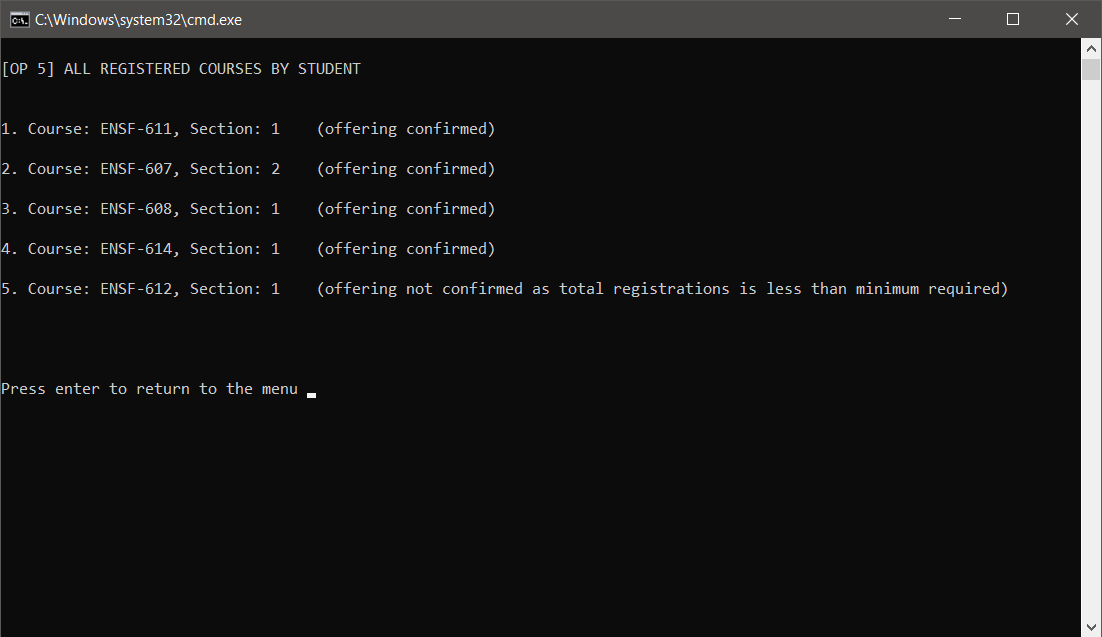 C:\Windows\system32\cmd.exe
[OP 5] ALL REGISTERED COURSES BY STUDENT
1. Course: ENSF-611, Section: 1    (offering confirmed)
2. Course: ENSF-607, Section: 2    (offering confirmed)
3. Course: ENSF-608, Section: 1    (offering confirmed)
4. Course: ENSF-614, Section: 1    (offering confirmed)
5. Course: ENSF-612, Section: 1    (offering not confirmed as total registrations is less than minimum required)
Press enter to return to the menu